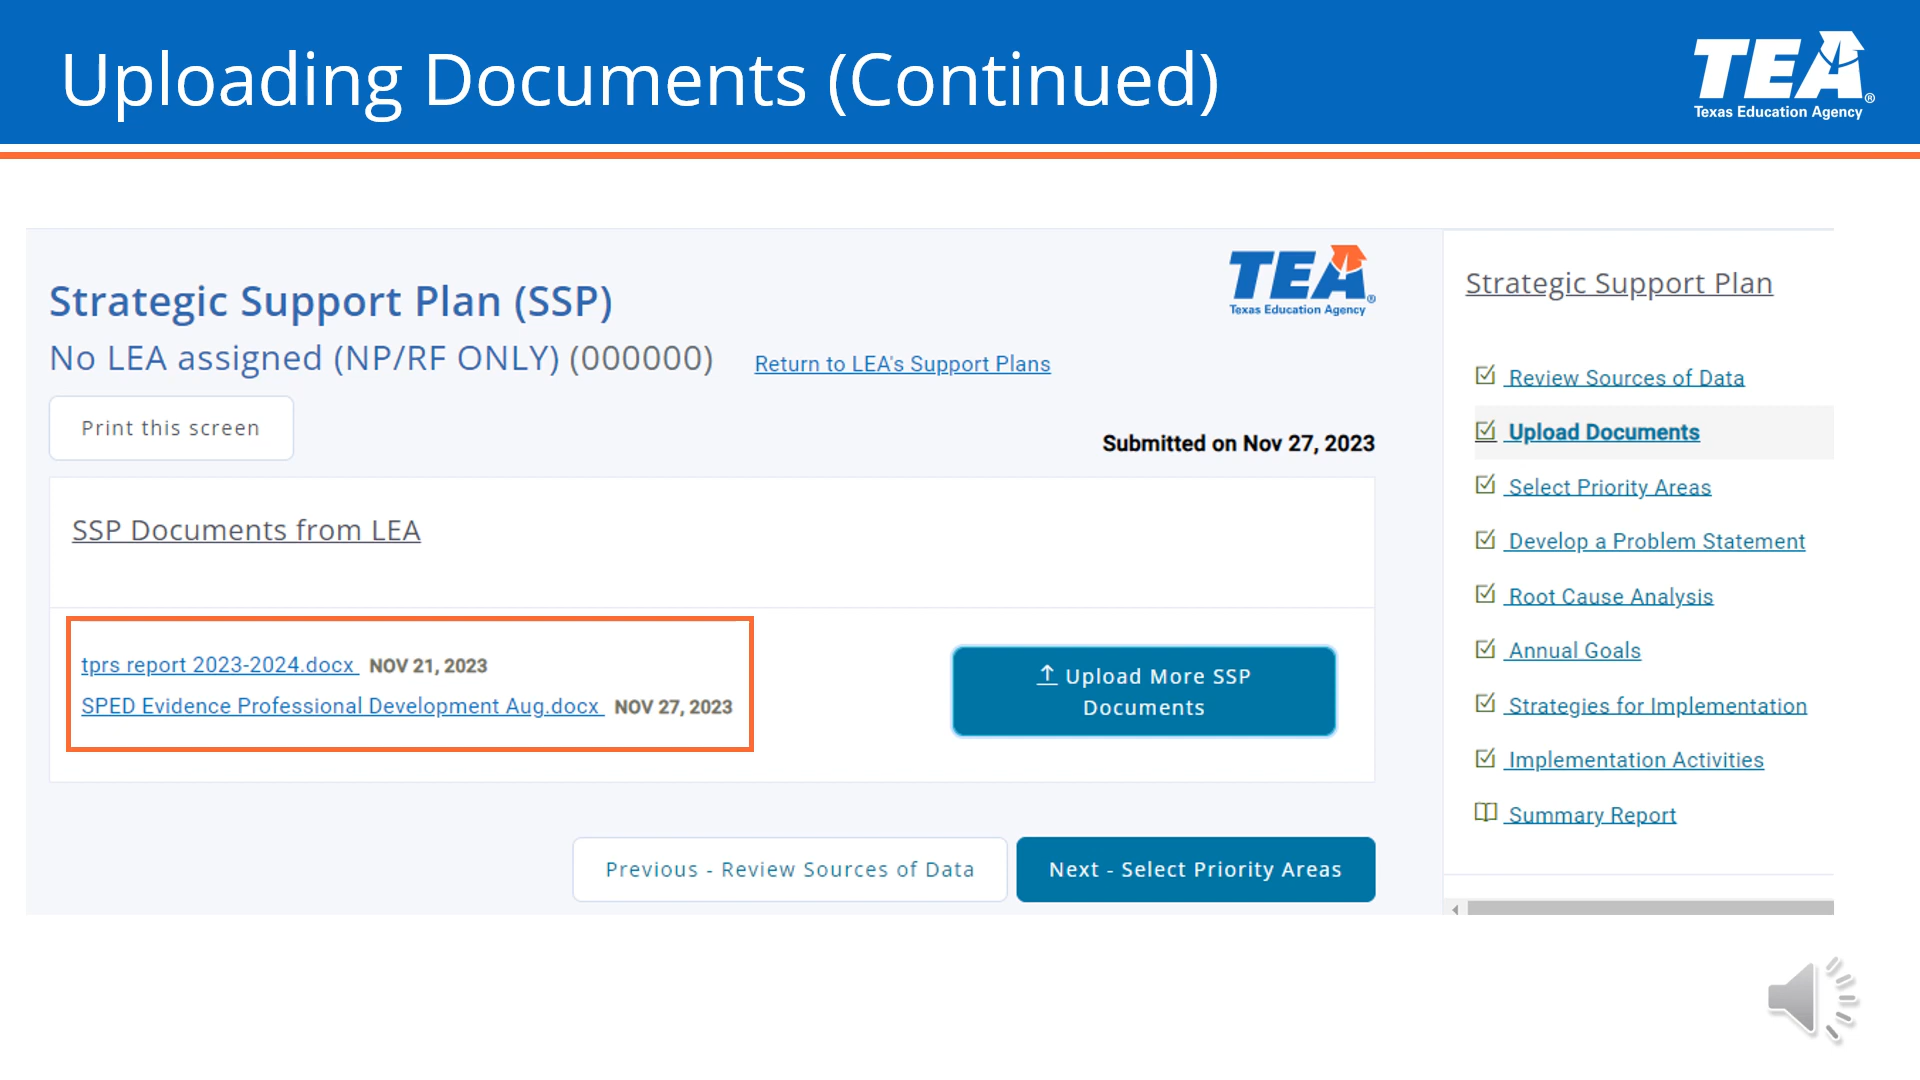 Uploading Documents (Continued)
TEA®
Texas Education Agency
Strategic Support Plan (SSP)
TEA®
Texas Education Agency
No LEA assigned (NP/RF ONLY) (000000)
Return to LEA's Support Plans
Print this screen
Submitted on Nov 27, 2023
SSP Documents from LEA
tprs report 2023-2024.docx NOV 21, 2023
SPED Evidence Professional Development Aug.docx NOV 27, 2023
Upload More SSP
Documents
Previous - Review Sources of Data
Next - Select Priority Areas
Strategic Support Plan
Review Sources of Data
Upload Documents
Select Priority Areas
Develop a Problem Statement
Root Cause Analysis
Annual Goals
Strategies for Implementation
Implementation Activities
Summary Report